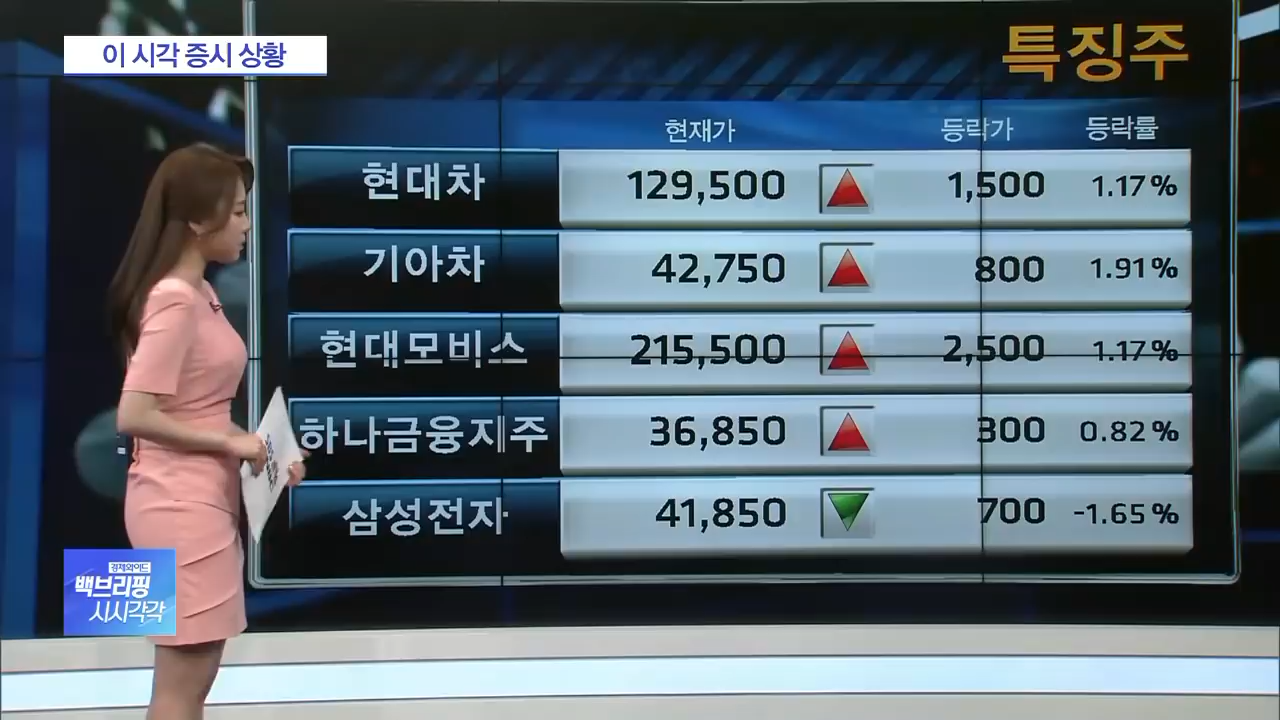 이 시각 증시 상황
특징주
현재가 등락가 등락률
현대차 129,500 1,500 1.17%
기아차 42,750 800 1.91%
현대모비스 215,500 2,500 1.17%
하나금융지주 36,850 300 0.82%
삼성전자 41,850 700 -1.65%
경제와이드
백브리핑
시시각각